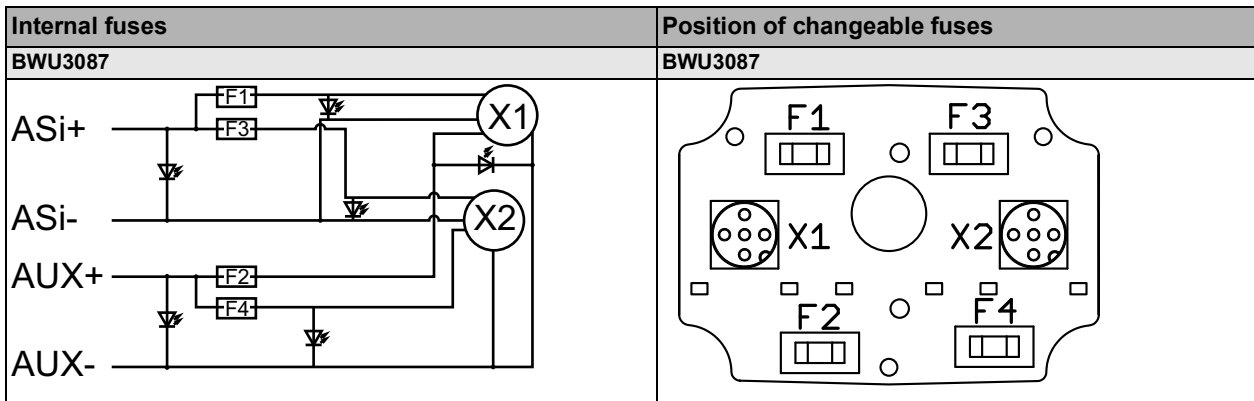 Internal fuses
Position of changeable fuses
BWU3087
BWU3087
F1
X1
ASi+
F3
ASi-
X2
AUX+
F2
F4
AUX-
F1
F3
X1
X2
F2
F4